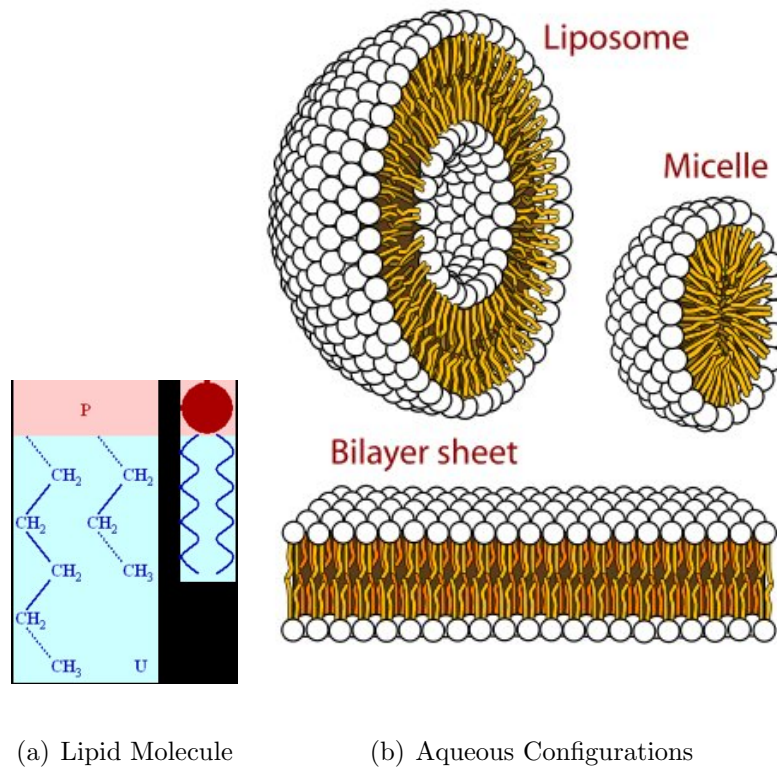 Liposome
Micelle
P
CH₂ CH₂
CH₂ CH₂
CH₂ CH₃
CH₂
CH₃ U
Bilayer sheet
(a) Lipid Molecule (b) Aqueous Configurations